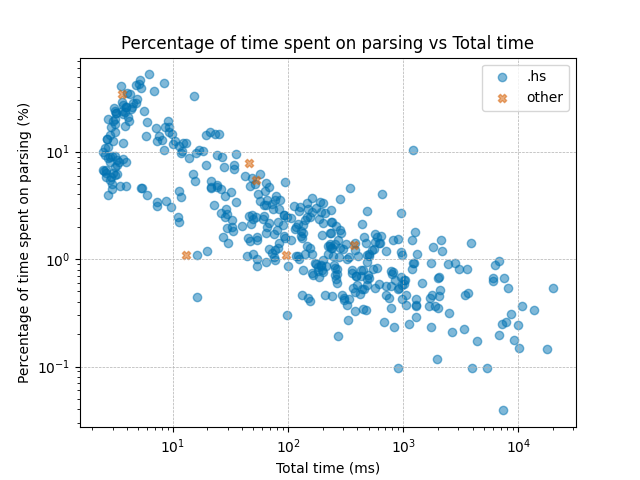 Percentage of time spent on parsing vs Total time
Percentage of time spent on parsing (%)
10¹
10⁰
10⁻¹
.hs
other
10¹
10²
10³
10⁴
Total time (ms)